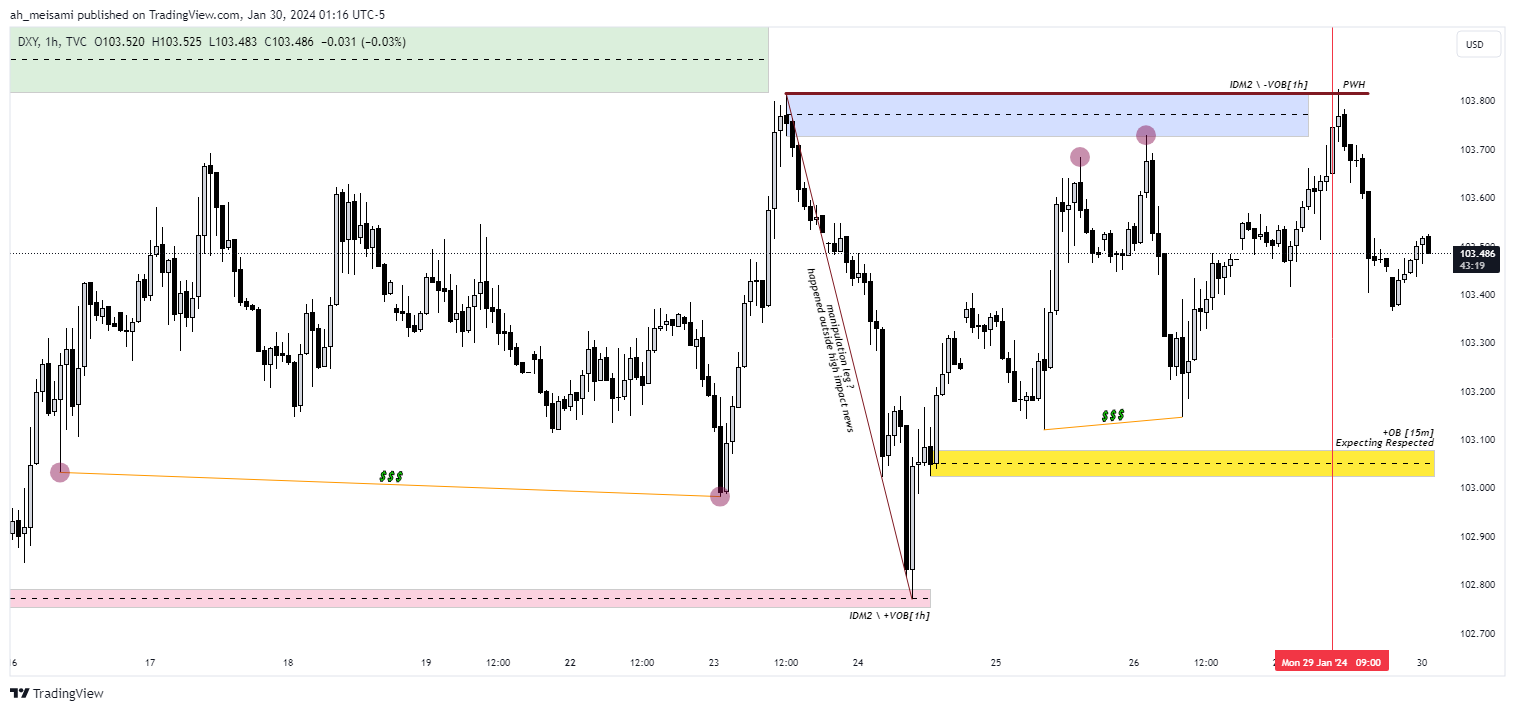 ah_meisami published on TradingView.com, Jan 30, 2024 01:16 UTC-5
DXY, 1h, TVC O103.520 H103.525 L103.483 C103.486 −0.031 (−0.03%)
USD
IDM2 \ -VOB[1h]
PWH
103.800
103.700
103.600
103.486
43:19
103.400
103.300
103.200
103.100
103.000
102.900
102.800
102.700
manipulation leg ?
happened outside high impact news
$$$
$$$
+OB [15m]
Expecting Respected
IDM2 \ +VOB[1h]
17
18
19
12:00
22
12:00
23
12:00
24
25
26
12:00
Mon 29 Jan '24 09:00
30
TradingView